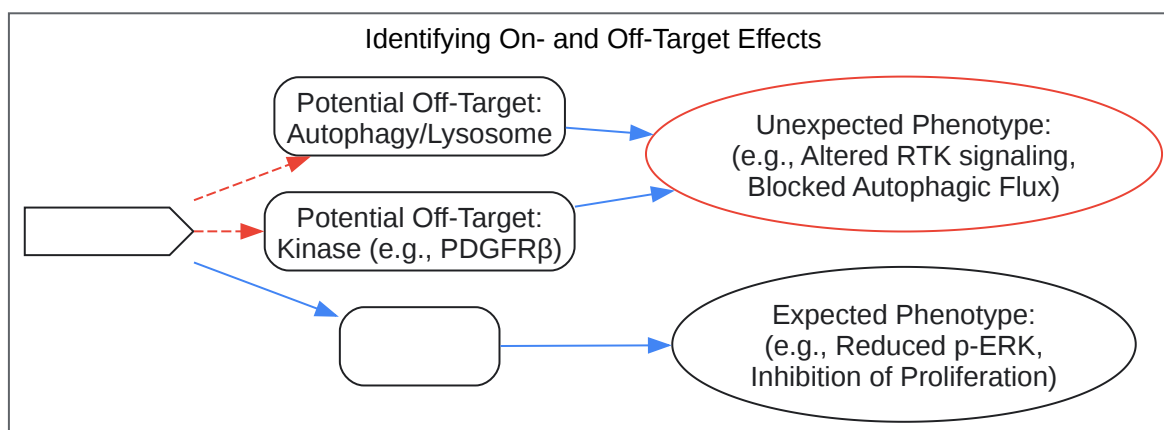 Identifying On- and Off-Target Effects
Potential Off-Target:
Autophagy/Lysosome
Unexpected Phenotype:
(e.g., Altered RTK signaling,
Blocked Autophagic Flux)
Potential Off-Target:
Kinase (e.g., PDGFRβ)
Expected Phenotype:
(e.g., Reduced p-ERK,
Inhibition of Proliferation)